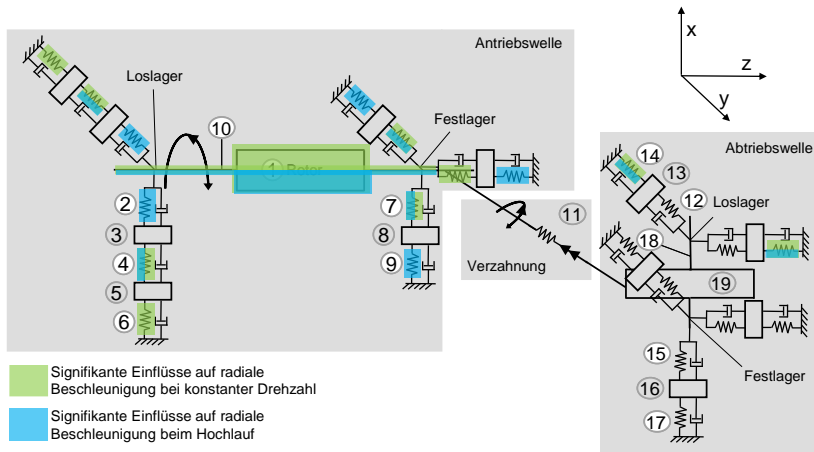 Antriebswelle
x
z
y
Loslager
10
Festlager
1 Rotor
Abtriebswelle
14
13
12
Loslager
2
7
11
3
8
18
4
9
Verzahnung
19
5
6
15
Festlager
16
17
Signifikante Einflüsse auf radiale
Beschleunigung bei konstanter Drehzahl
Signifikante Einflüsse auf radiale
Beschleunigung beim Hochlauf